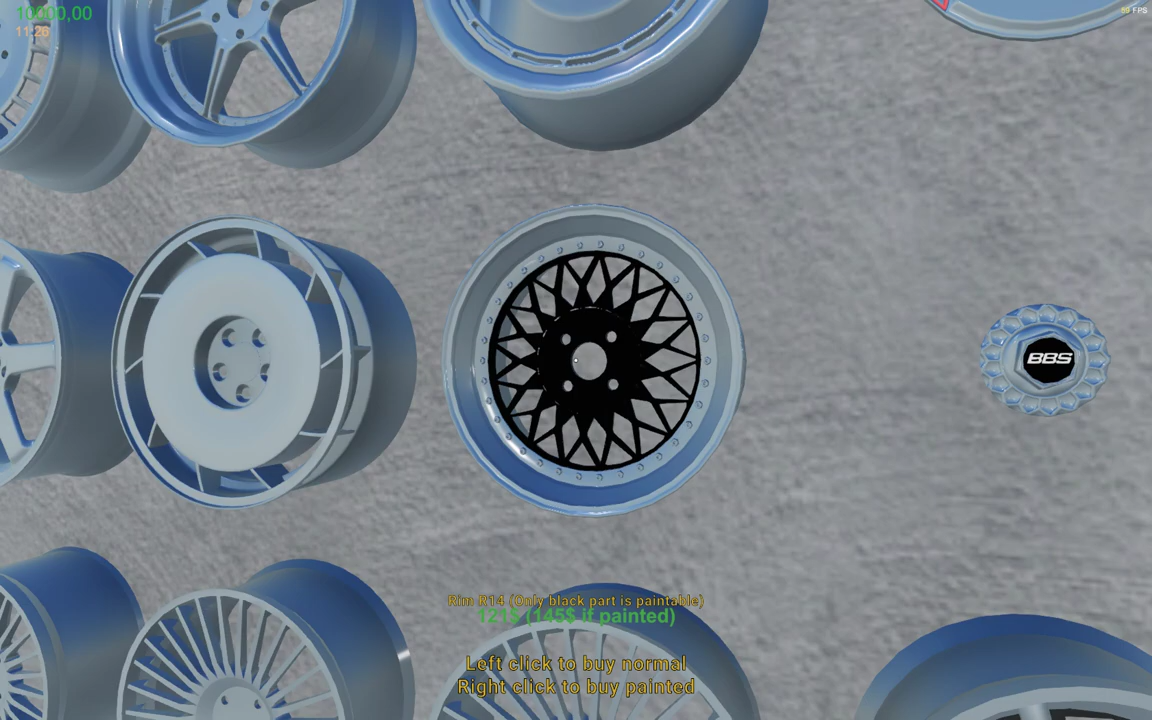 10000,00
59 FPS
11:26
BBS
Rim R14 (Only black part is paintable)
121$ (145$ if painted)
Left click to buy normal
Right click to buy painted